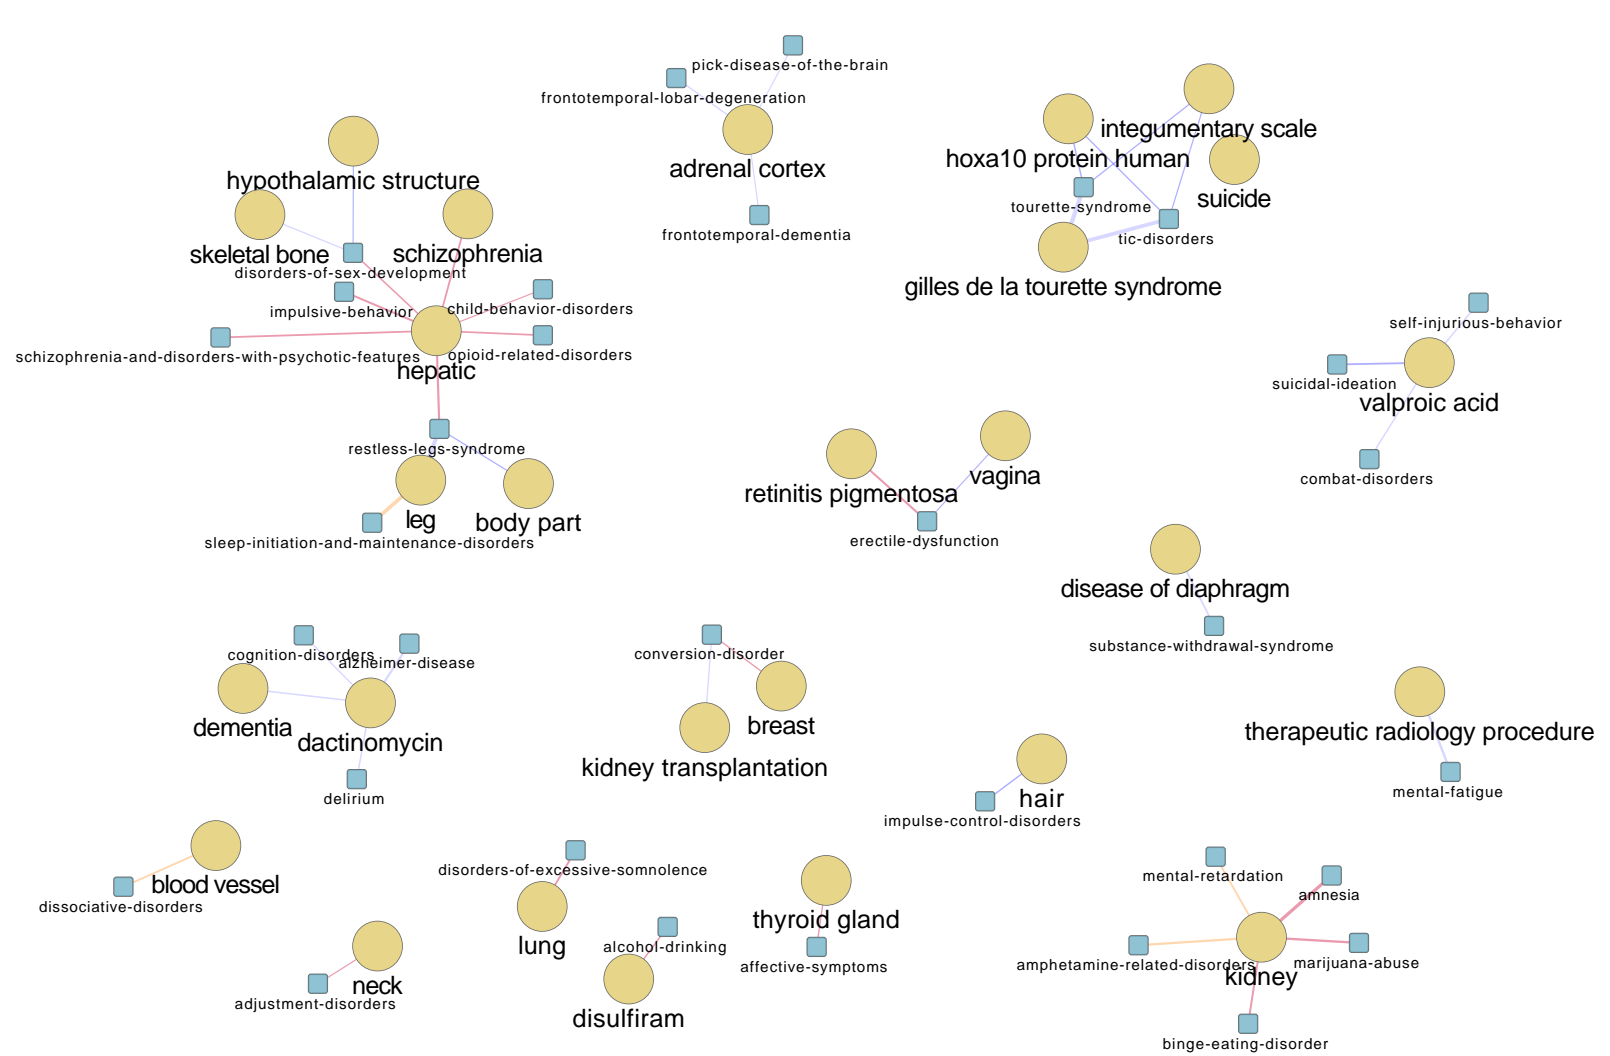 pick-disease-of-the-brain
frontotemporal-lobar-degeneration
adrenal cortex
frontotemporal-dementia
integumentary scale
hoxa10 protein human
suicide
tourette-syndrome
tic-disorders
gilles de la tourette syndrome
hypothalamic structure
skeletal bone
schizophrenia
disorders-of-sex-development
impulsive-behavior
child-behavior-disorders
schizophrenia-and-disorders-with-psychotic-features
opioid-related-disorders
hepatic
restless-legs-syndrome
leg
body part
sleep-initiation-and-maintenance-disorders
self-injurious-behavior
suicidal-ideation
valproic acid
combat-disorders
retinitis pigmentosa
vagina
erectile-dysfunction
disease of diaphragm
substance-withdrawal-syndrome
cognition-disorders
alzheimer-disease
dementia
dactinomycin
delirium
conversion-disorder
breast
kidney transplantation
therapeutic radiology procedure
mental-fatigue
hair
impulse-control-disorders
blood vessel
dissociative-disorders
disorders-of-excessive-somnolence
lung
thyroid gland
affective-symptoms
alcohol-drinking
disulfiram
neck
adjustment-disorders
mental-retardation
amnesia
amphetamine-related-disorders
marijuana-abuse
kidney
binge-eating-disorder